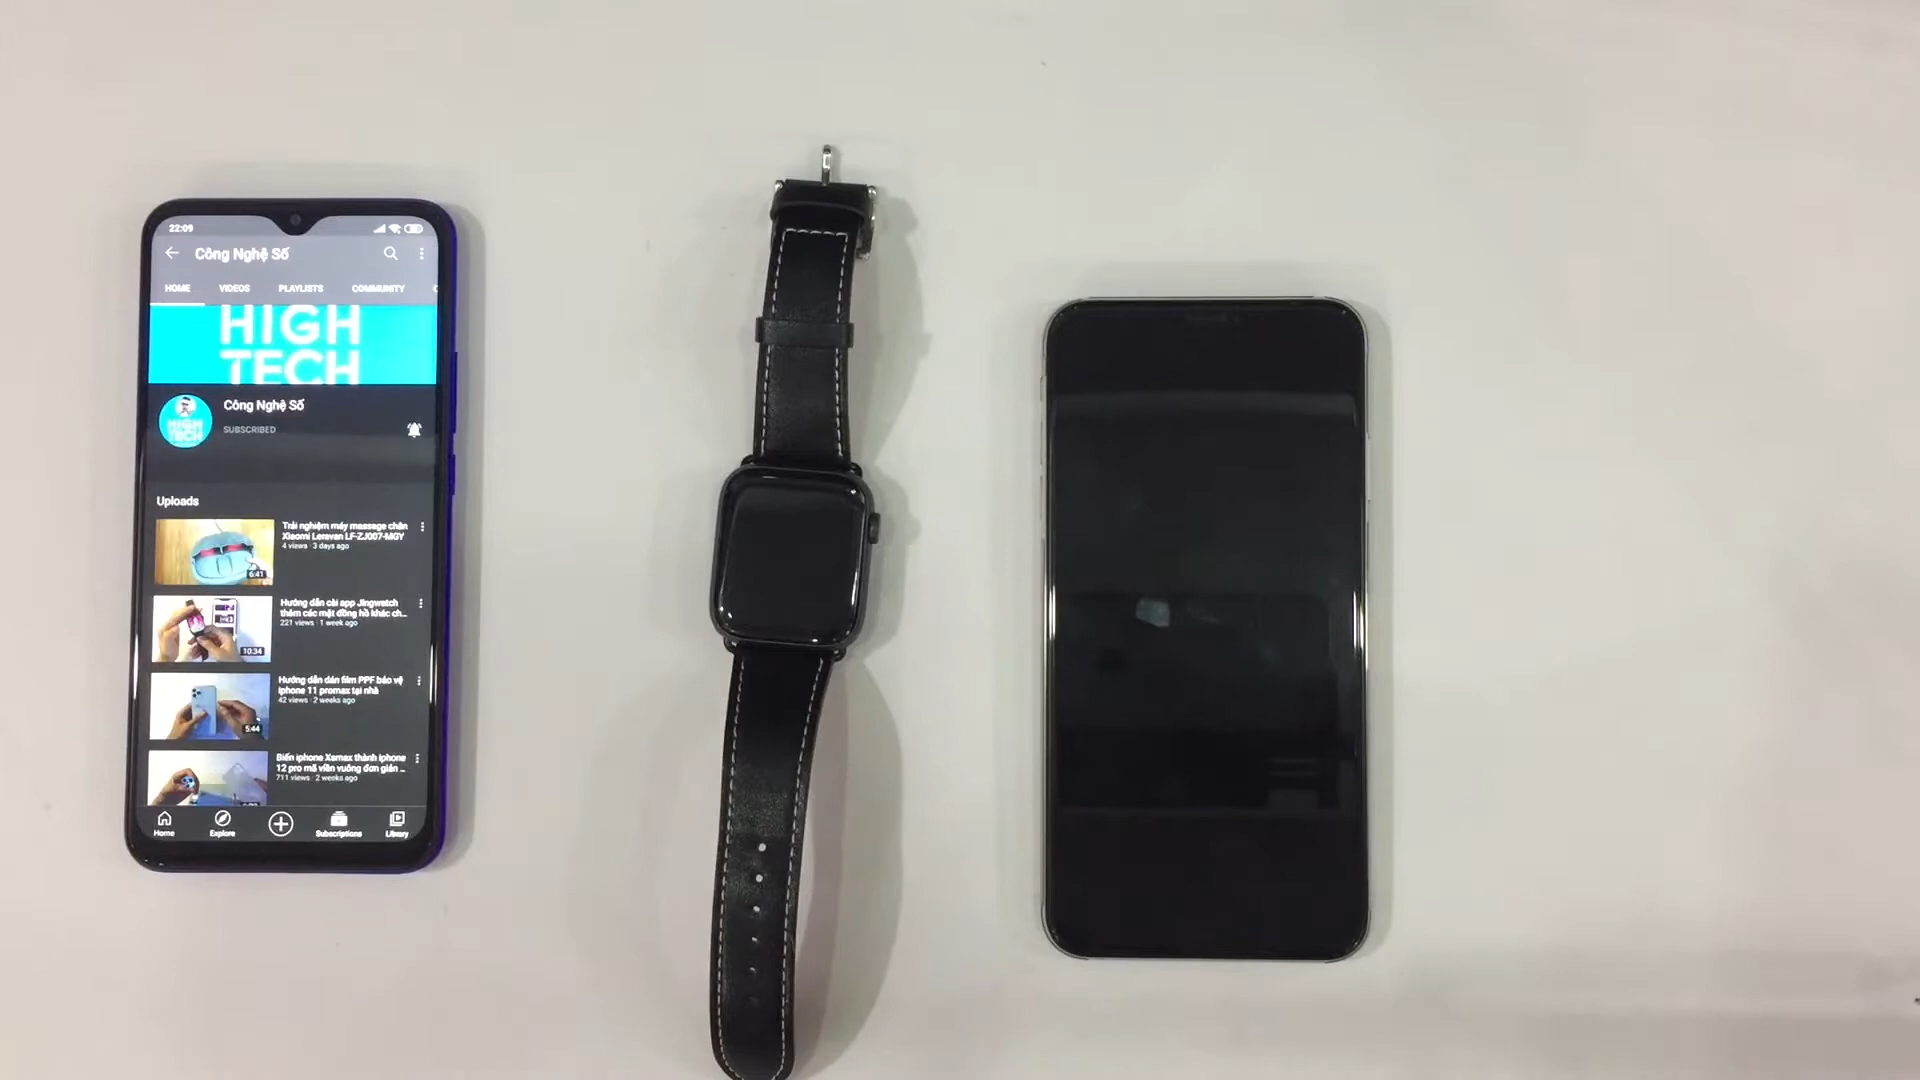 22:09
Công Nghệ Số
HOME VIDEOS PLAYLISTS COMMUNITY
HIGH
TECH
HIGH
TECH
Công Nghệ Số
SUBSCRIBED
Uploads
Trải nghiệm máy massage chân
Xiaomi Leravan LF-ZJ007-MGY
4 views · 3 days ago
6:41
Hướng dẫn cài app Jingwatch
thêm các mặt đồng hồ khác ch...
221 views · 1 week ago
10:34
Hướng dẫn dán film PPF bảo vệ
iphone 11 promax tại nhà
42 views · 2 weeks ago
5:44
Biến iphone Xsmax thành iphone
12 pro mã viền vuông đơn giản ...
711 views · 2 weeks ago
Home Explore Subscriptions Library